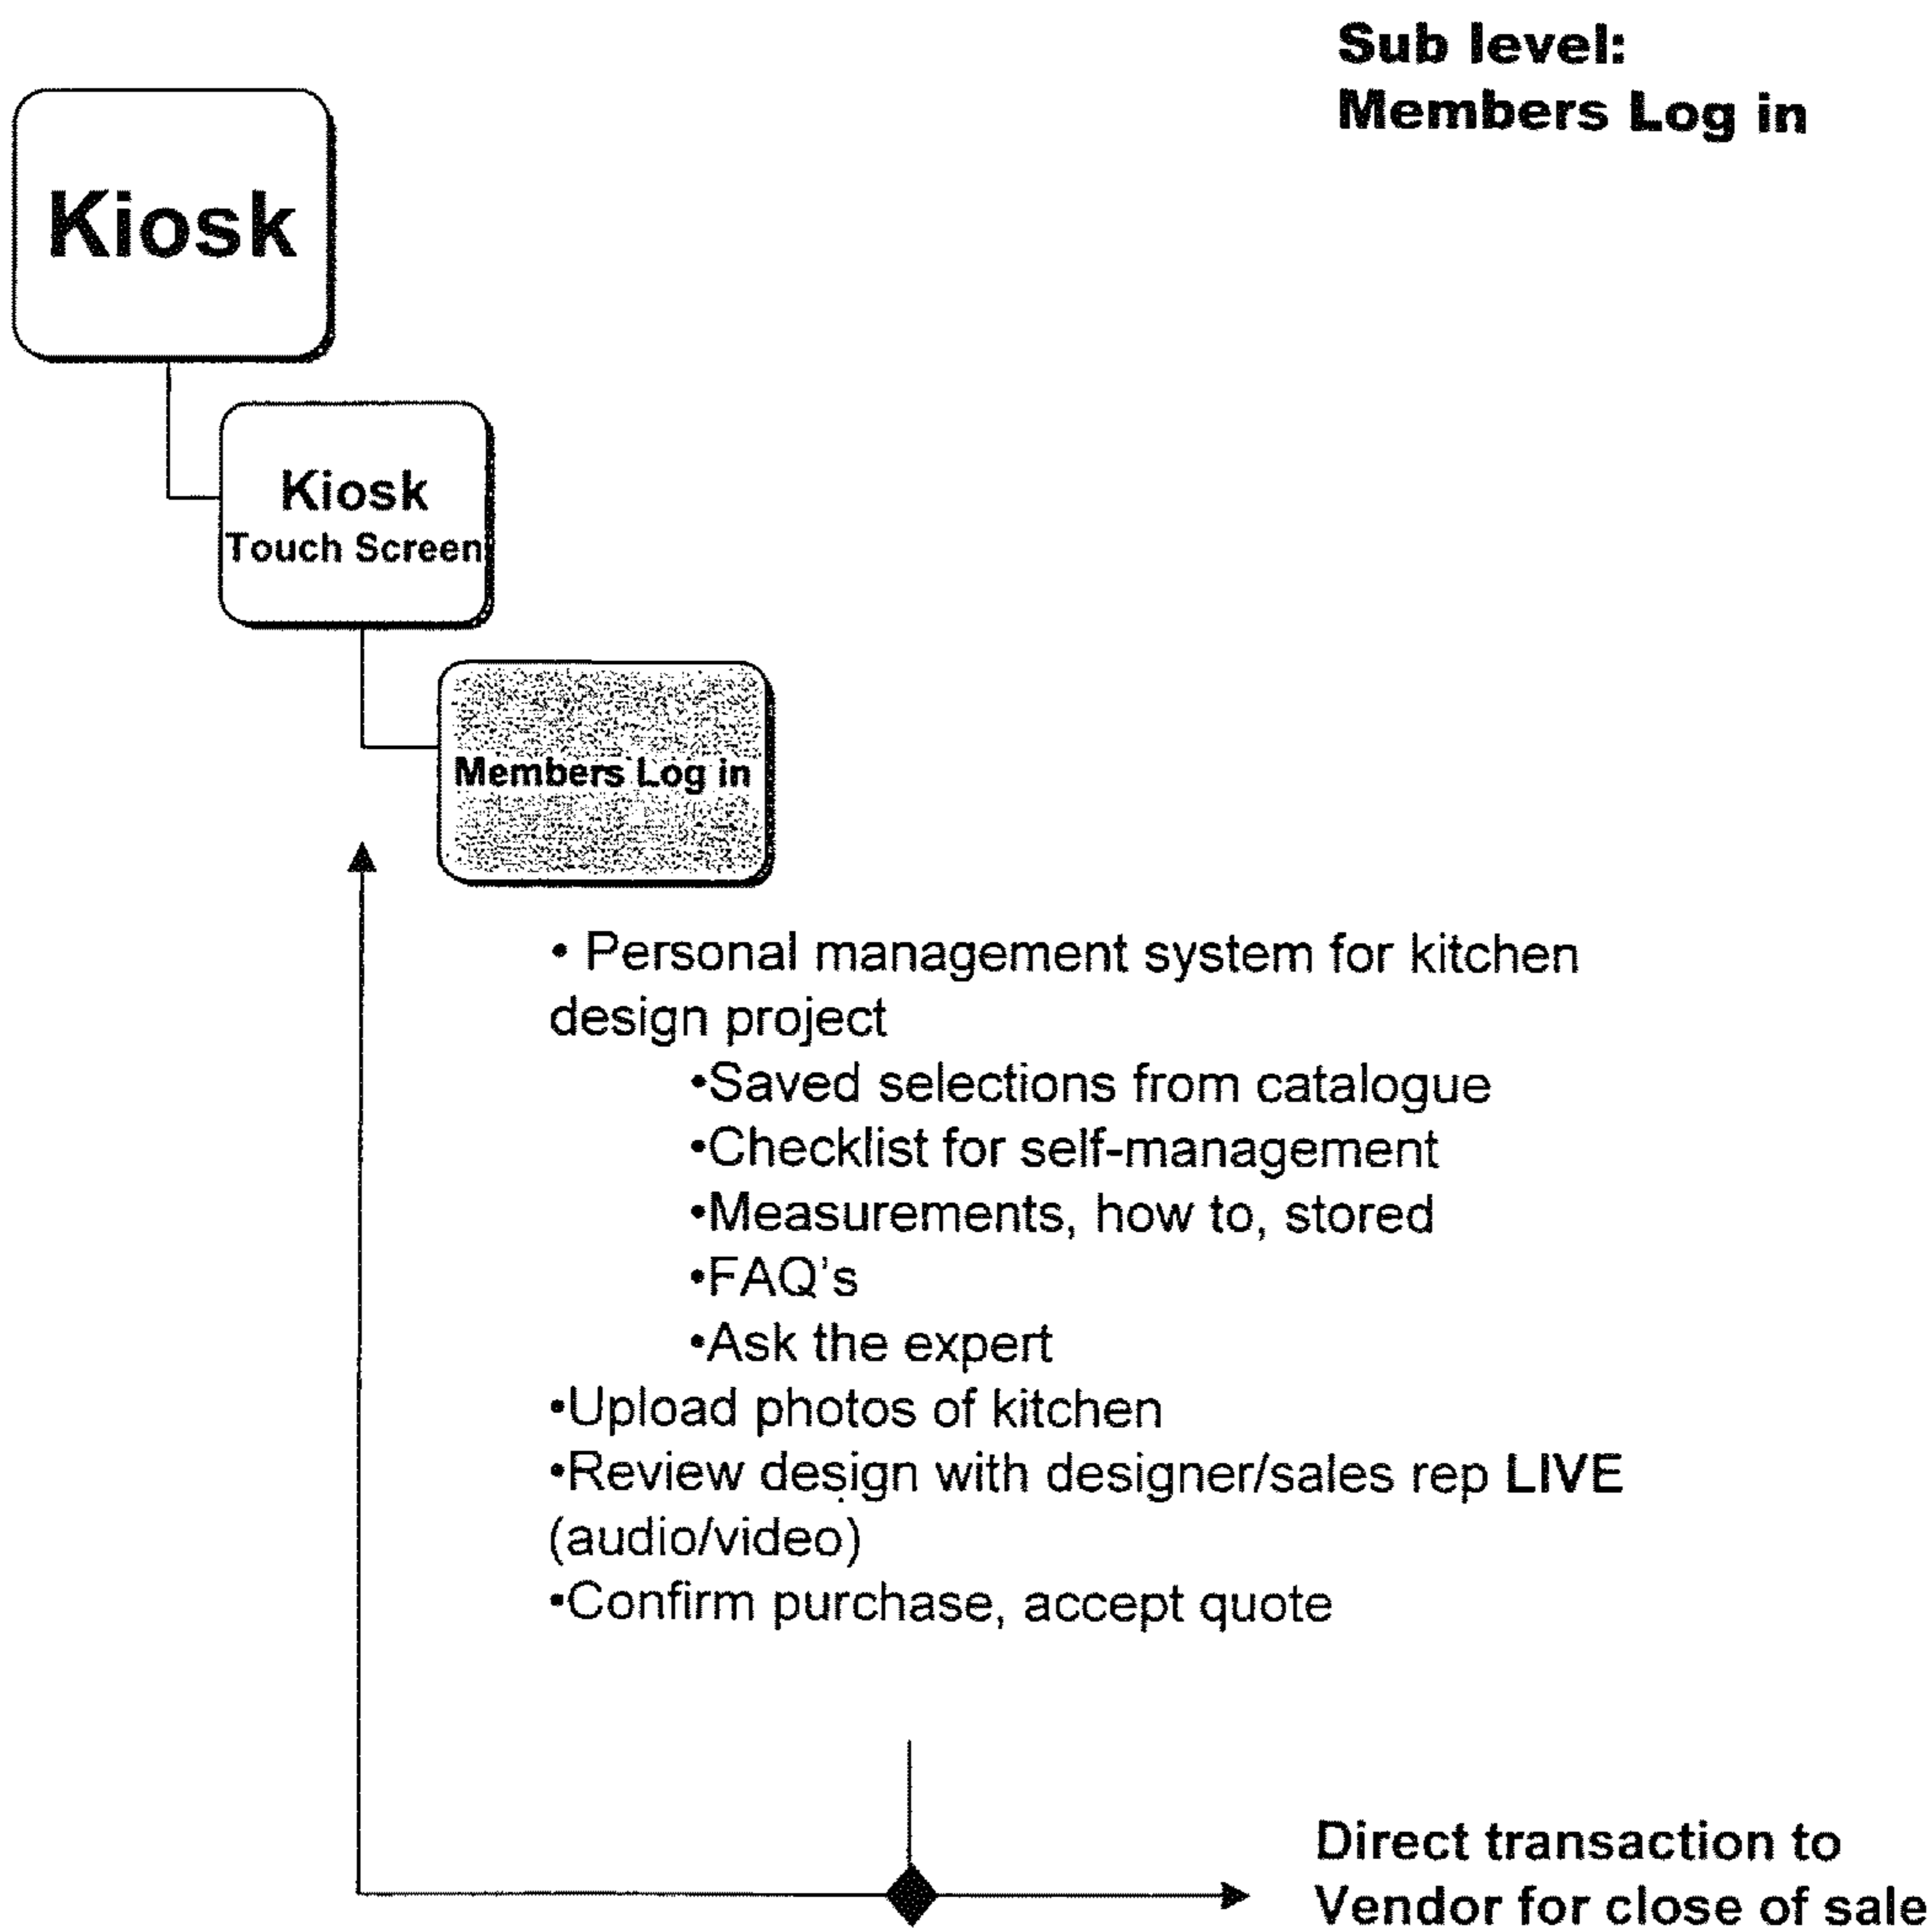 Sub level:
Members Log in
Kiosk
Kiosk
Touch Screen
Members Log in
• Personal management system for kitchen
design project
•Saved selections from catalogue
•Checklist for self-management
•Measurements, how to, stored
•FAQ's
•Ask the expert
•Upload photos of kitchen
•Review design with designer/sales rep LIVE
(audio/video)
•Confirm purchase, accept quote
Direct transaction to
Vendor for close of sale